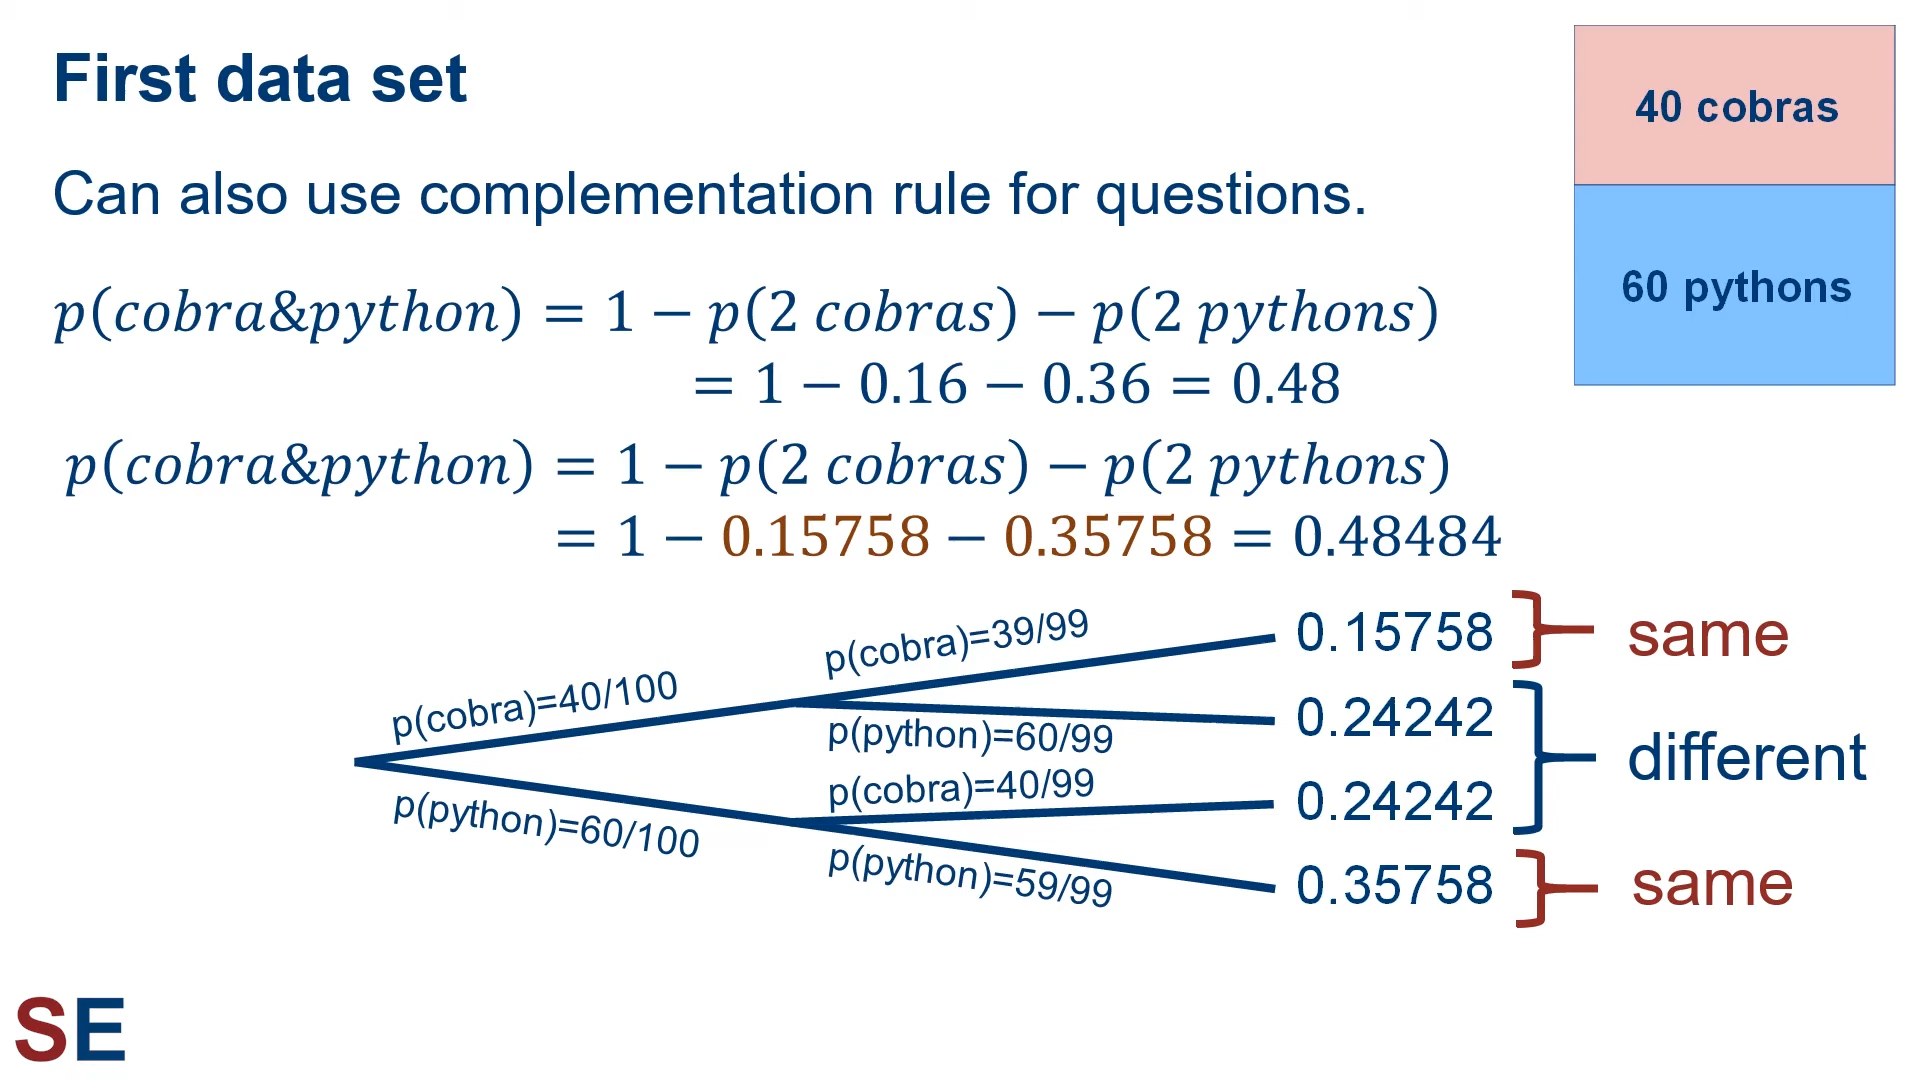 First data set
40 cobras
Can also use complementation rule for questions.
60 pythons
p(cobra&python) = 1 − p(2 cobras) − p(2 pythons)
= 1 − 0.16 − 0.36 = 0.48
p(cobra&python) = 1 − p(2 cobras) − p(2 pythons)
= 1 − 0.15758 − 0.35758 = 0.48484
p(cobra)=40/100
p(python)=60/100
p(cobra)=39/99
p(python)=60/99
p(cobra)=40/99
p(python)=59/99
0.15758
same
0.24242
different
0.24242
0.35758
same
SE